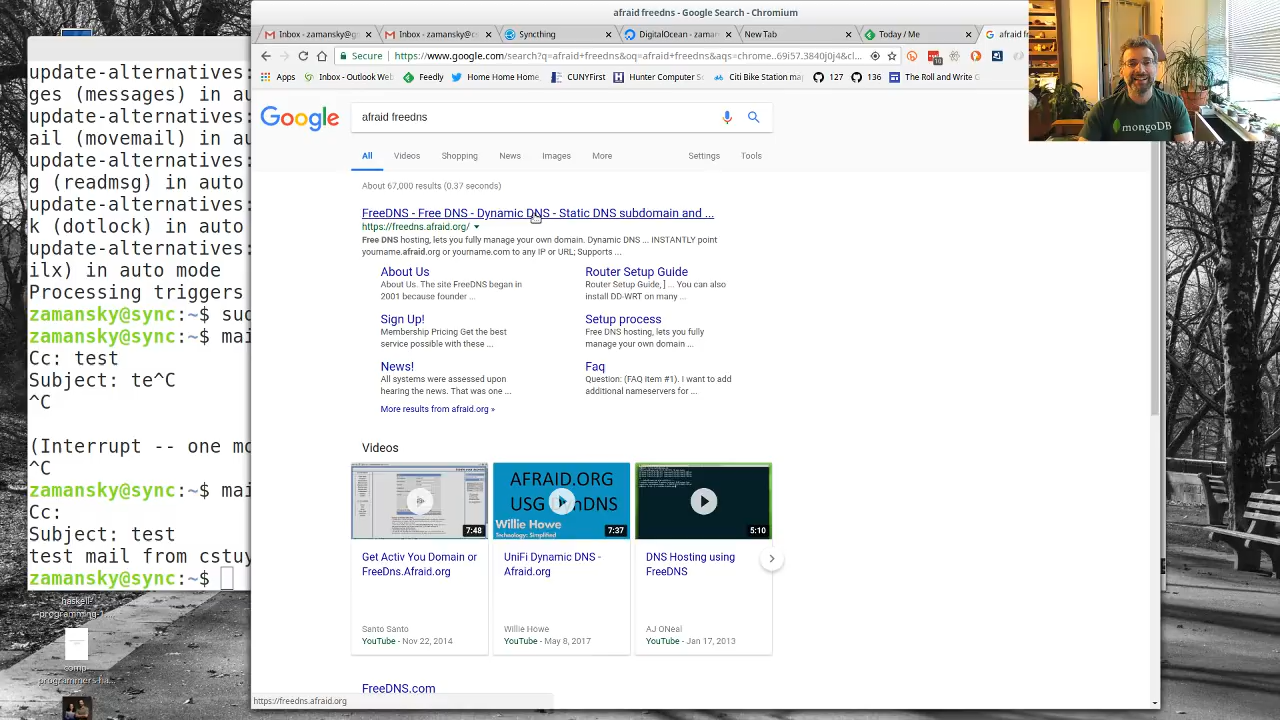 afraid freedns - Google Search - Chromium
Inbox - zamansky@
Inbox - zamansky@c
Syncthing
DigitalOcean - zaman
New Tab
Today / Me
afraid fr
Secure
https://www.google.com
sh?q=afraid+freedns&oq=afraid+freedns&aqs=chrome..69i57.3840j0j4&cl...
Apps
Inbox - Outlook Web
Feedly
Home Home Home
CUNYFirst
Hunter Computer S
Citi Bike Station ma
127
136
The Roll and Write G
Google
afraid freedns
All
Videos
Shopping
News
Images
More
Settings
Tools
About 67,000 results (0.37 seconds)
FreeDNS - Free DNS - Dynamic DNS - Static DNS subdomain and ...
https://freedns.afraid.org/
Free DNS hosting, lets you fully manage your own domain. Dynamic DNS ... INSTANTLY point
yourname.afraid.org or yourname.com to any IP or URL; Supports ...
About Us
About Us. The site FreeDNS began in
2001 because founder ...
Router Setup Guide
Router Setup Guide, ] ... You can also
install DD-WRT on many ...
Sign Up!
Membership Pricing Get the best
service possible with these ...
Setup process
Free DNS hosting, lets you fully
manage your own domain ...
News!
All systems were assessed upon
hearing the news. That was one ...
Faq
Question: (FAQ Item #1). I want to add
additional nameservers for ...
More results from afraid.org »
Videos
7:48
AFRAID.ORG
USG
DNS
Willie Howe
Technology: Simplified
7:37
5:10
Get Activ You Domain or
FreeDns.Afraid.org
Santo Santo
YouTube - Nov 22, 2014
UniFi Dynamic DNS -
Afraid.org
Willie Howe
YouTube - May 8, 2017
DNS Hosting using
FreeDNS
AJ ONeal
YouTube - Jan 17, 2013
FreeDNS.com
https://freedns.afraid.org
update-alternatives:
ges (messages) in au
update-alternatives:
ail (movemail) in au
update-alternatives:
g (readmsg) in auto
update-alternatives:
k (dotlock) in auto
update-alternatives:
ilx) in auto mode
Processing triggers
zamansky@sync:~$ sud
zamansky@sync:~$ mai
Cc: test
Subject: te^C
^C
(Interrupt -- one mo
^C
zamansky@sync:~$ mai
Cc:
Subject: test
test mail from cstuy
zamansky@sync:~$
haskell-
programming-1...
comp-
programmers-ha...
mongoDB